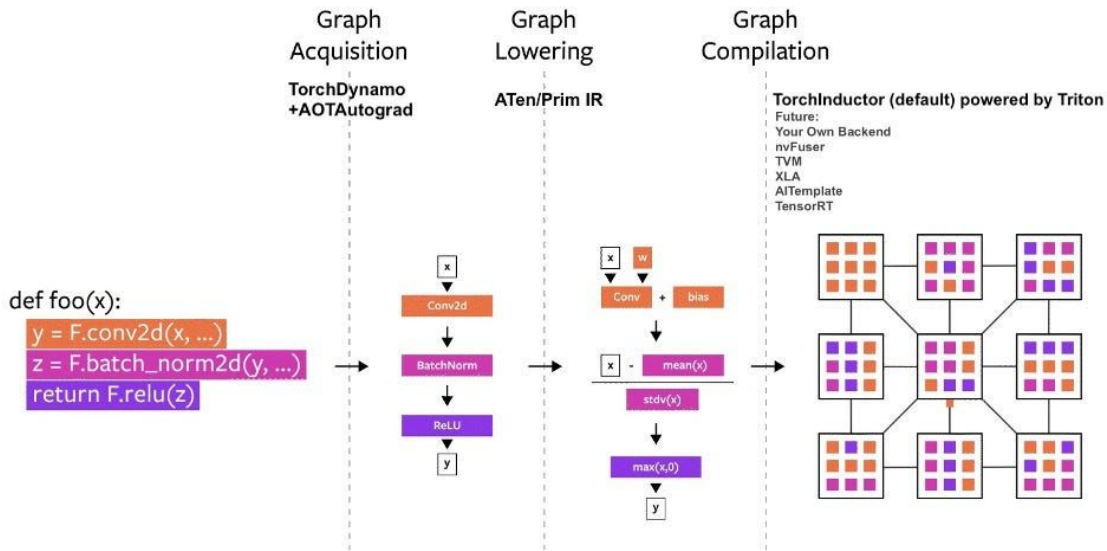 Graph
Acquisition
TorchDynamo
+AOTAutograd
Graph
Lowering
ATen/Prim IR
Graph
Compilation
TorchInductor (default) powered by Triton
Future:
Your Own Backend
nvFuser
TVM
XLA
AITemplate
TensorRT
def foo(x):
y = F.conv2d(x, ...)
z = F.batch_norm2d(y, ...)
return F.relu(z)
x
Conv2d
BatchNorm
ReLU
y
x w
Conv + bias
x - mean(x)
stdv(x)
max(x,0)
y